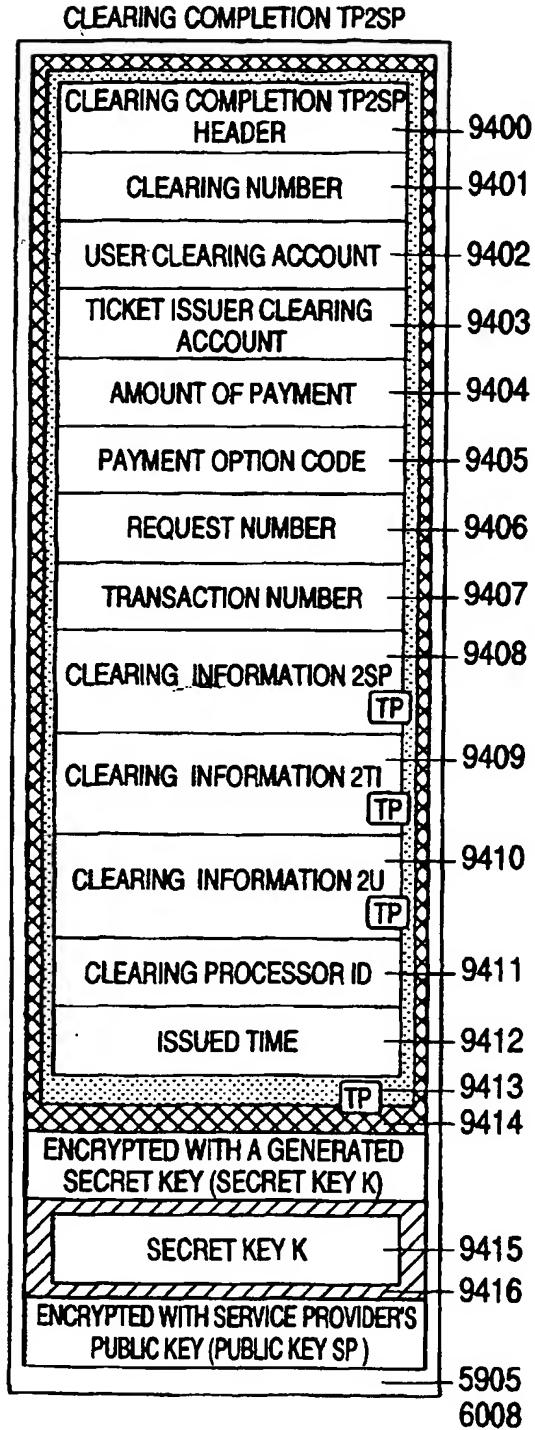 CLEARING COMPLETION TP2SP
CLEARING COMPLETION TP2SP
HEADER
9400
CLEARING NUMBER
9401
USER CLEARING ACCOUNT
9402
TICKET ISSUER CLEARING
ACCOUNT
9403
AMOUNT OF PAYMENT
9404
PAYMENT OPTION CODE
9405
REQUEST NUMBER
9406
TRANSACTION NUMBER
9407
CLEARING INFORMATION 2SP
TP
9408
CLEARING INFORMATION 2TI
TP
9409
CLEARING INFORMATION 2U
TP
9410
CLEARING PROCESSOR ID
9411
ISSUED TIME
9412
TP
9413
9414
ENCRYPTED WITH A GENERATED
SECRET KEY (SECRET KEY K)
SECRET KEY K
9415
9416
ENCRYPTED WITH SERVICE PROVIDER'S
PUBLIC KEY (PUBLIC KEY SP )
5905
6008